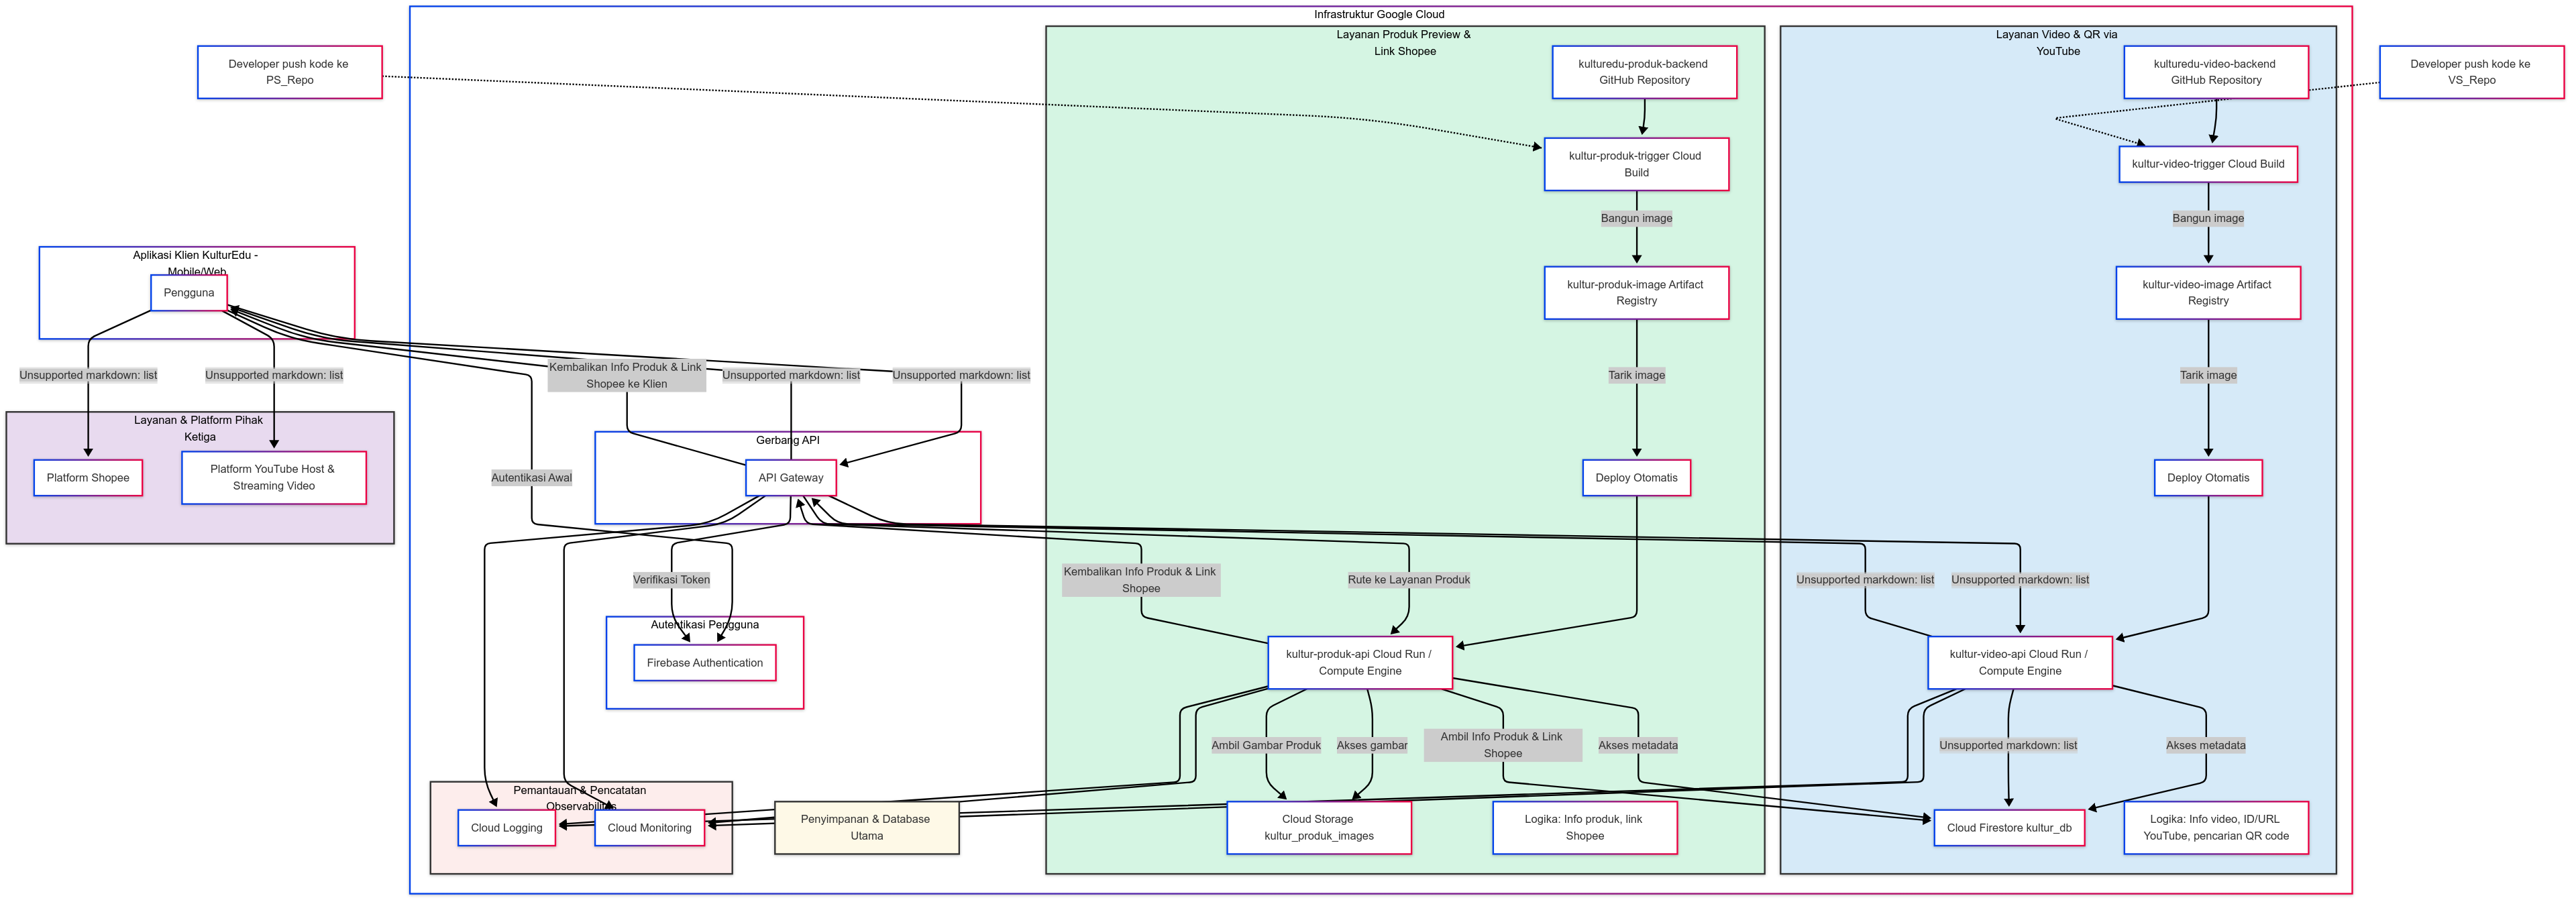 Infrastruktur Google Cloud
Layanan Produk Preview &
Link Shopee
Layanan Video & QR via
YouTube
Developer push kode ke
PS_Repo
kulturedu-produk-backend
GitHub Repository
kulturedu-video-backend
GitHub Repository
Developer push kode ke
VS_Repo
kultur-produk-trigger Cloud
Build
kultur-video-trigger Cloud Build
Bangun image
Bangun image
Aplikasi Klien KulturEdu -
Mobile/Web
Pengguna
kultur-produk-image Artifact
Registry
kultur-video-image Artifact
Registry
Unsupported markdown: list
Unsupported markdown: list
Kembalikan Info Produk & Link
Shopee ke Klien
Unsupported markdown: list
Unsupported markdown: list
Tarik image
Tarik image
Layanan & Platform Pihak
Ketiga
Platform Shopee
Platform YouTube Host &
Streaming Video
Autentikasi Awal
Gerbang API
API Gateway
Deploy Otomatis
Deploy Otomatis
Verifikasi Token
Kembalikan Info Produk & Link
Shopee
Rute ke Layanan Produk
Unsupported markdown: list
Unsupported markdown: list
Autentikasi Pengguna
Firebase Authentication
kultur-produk-api Cloud Run /
Compute Engine
kultur-video-api Cloud Run /
Compute Engine
Ambil Gambar Produk
Akses gambar
Ambil Info Produk & Link
Shopee
Akses metadata
Unsupported markdown: list
Akses metadata
Pemantauan & Pencatatan
Observabilitas
Cloud Logging
Cloud Monitoring
Penyimpanan & Database
Utama
Cloud Storage
kultur_produk_images
Logika: Info produk, link
Shopee
Cloud Firestore kultur_db
Logika: Info video, ID/URL
YouTube, pencarian QR code